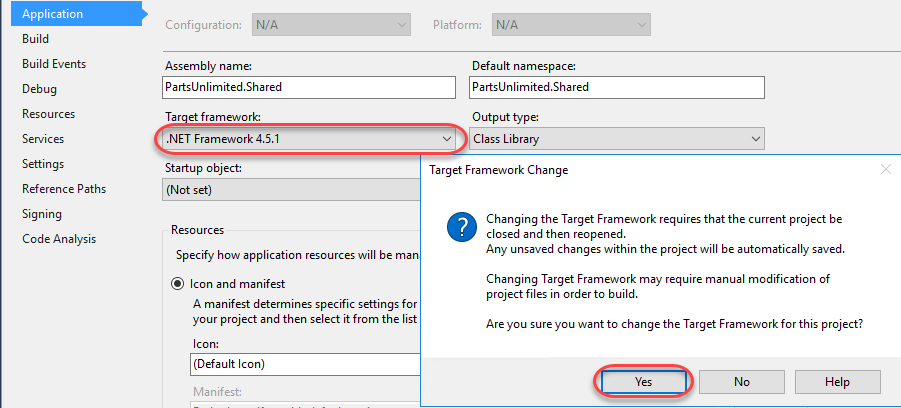 Application
Build
Build Events
Debug
Resources
Services
Settings
Reference Paths
Signing
Code Analysis
Configuration: N/A Platform: N/A
Assembly name: Default namespace:
PartsUnlimited.Shared PartsUnlimited.Shared
Target framework: Output type:
.NET Framework 4.5.1 Class Library
Startup object:
(Not set)
Resources
Specify how application resources will be mana
Icon and manifest
A manifest determines specific settings for
your project and then select it from the list
Icon:
(Default Icon)
Manifest:
Target Framework Change
Changing the Target Framework requires that the current project be
closed and then reopened.
Any unsaved changes within the project will be automatically saved.
Changing Target Framework may require manual modification of
project files in order to build.
Are you sure you want to change the Target Framework for this project?
Yes No Help